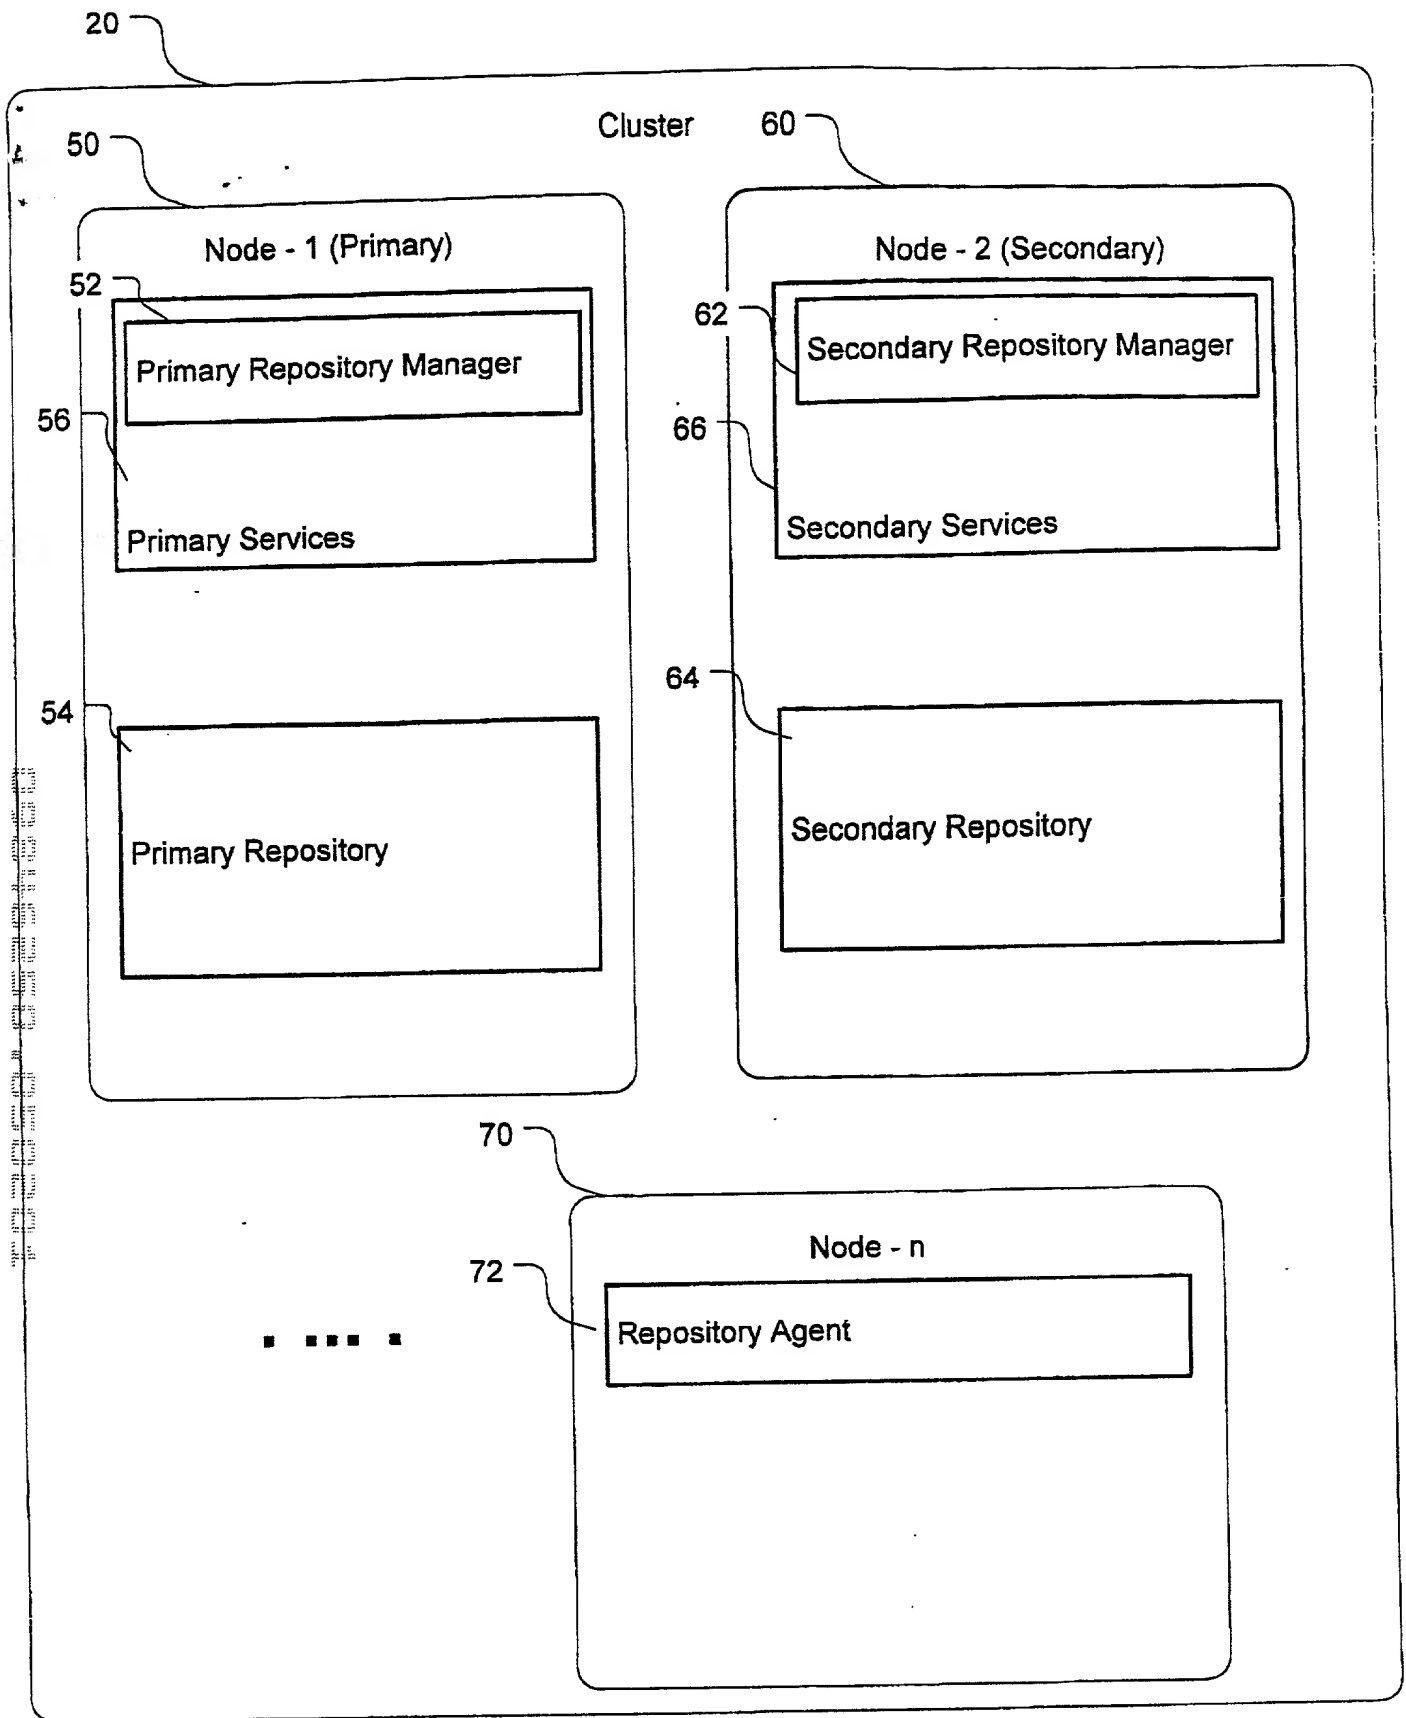 20
Cluster
50
60
Node - 1 (Primary)
Node - 2 (Secondary)
52
62
Primary Repository Manager
Secondary Repository Manager
56
66
Primary Services
Secondary Services
54
64
Primary Repository
Secondary Repository
70
Node - n
72
Repository Agent